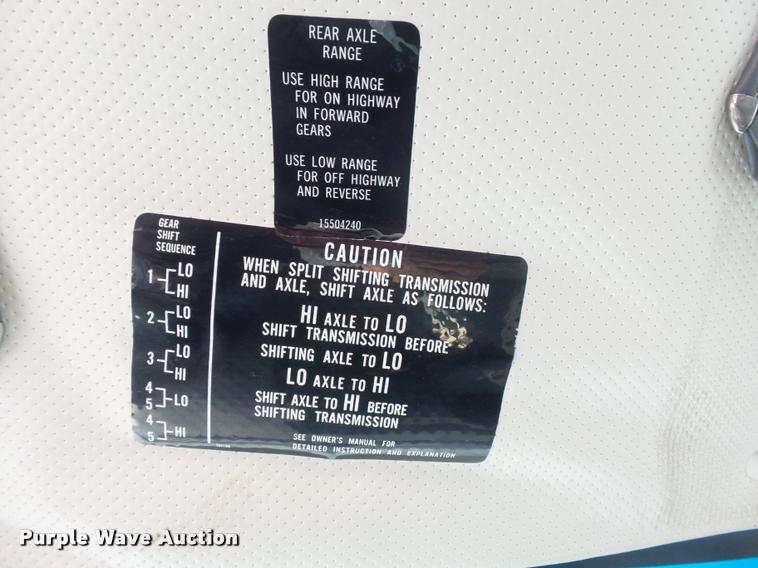 REAR AXLE
RANGE
USE HIGH RANGE
FOR ON HIGHWAY
IN FORWARD
GEARS
USE LOW RANGE
FOR OFF HIGHWAY
AND REVERSE
15504240
GEAR
SHIFT
SEQUENCE
1 LO
HI
2 LO
HI
3 LO
HI
4
5 LO
4
5 HI
CAUTION
WHEN SPLIT SHIFTING TRANSMISSION
AND AXLE, SHIFT AXLE AS FOLLOWS:
HI AXLE TO LO
SHIFT TRANSMISSION BEFORE
SHIFTING AXLE TO LO
LO AXLE TO HI
SHIFT AXLE TO HI BEFORE
SHIFTING TRANSMISSION
SEE OWNER'S MANUAL FOR
DETAILED INSTRUCTION AND EXPLANATION
Purple Wave Auction